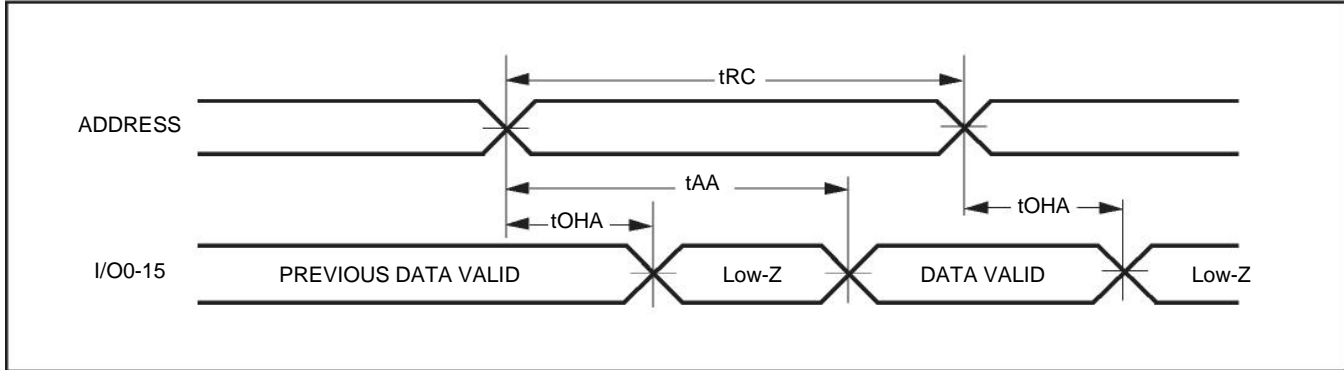 tRC
ADDRESS
tAA
tOHA
tOHA
I/O0-15
PREVIOUS DATA VALID
Low-Z
DATA VALID
Low-Z